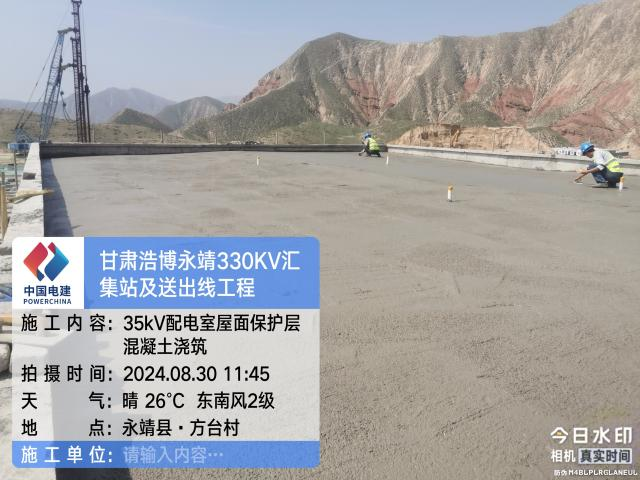 中国电建
POWERCHINA
甘肃浩博永靖330KV汇
集站及送出线工程
施工内容：35kV配电室屋面保护层
混凝土浇筑
拍摄时间：2024.08.30 11:45
天气：晴 26°C 东南风2级
地点：永靖县·方台村
施工单位：请输入内容…
今日水印
相机 真实时间
防伪 M4BLPLRGLANEUL